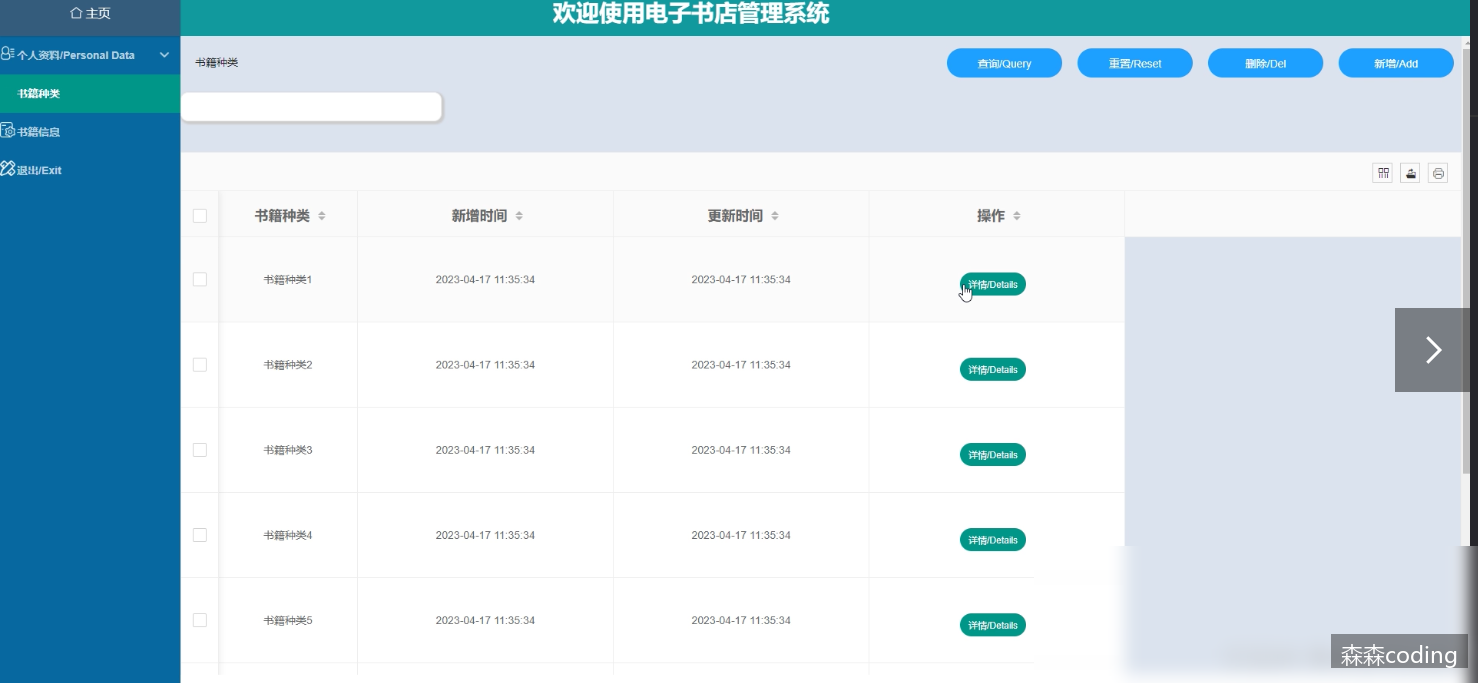 主页
欢迎使用电子书店管理系统
个人资料/Personal Data
书籍种类
书籍信息
退出/Exit
书籍种类
查询/Query
重置/Reset
删除/Del
新增/Add
书籍种类 新增时间 更新时间 操作
书籍种类1 2023-04-17 11:35:34 2023-04-17 11:35:34 详情/Details
书籍种类2 2023-04-17 11:35:34 2023-04-17 11:35:34 详情/Details
书籍种类3 2023-04-17 11:35:34 2023-04-17 11:35:34 详情/Details
书籍种类4 2023-04-17 11:35:34 2023-04-17 11:35:34 详情/Details
书籍种类5 2023-04-17 11:35:34 2023-04-17 11:35:34 详情/Details
森森coding